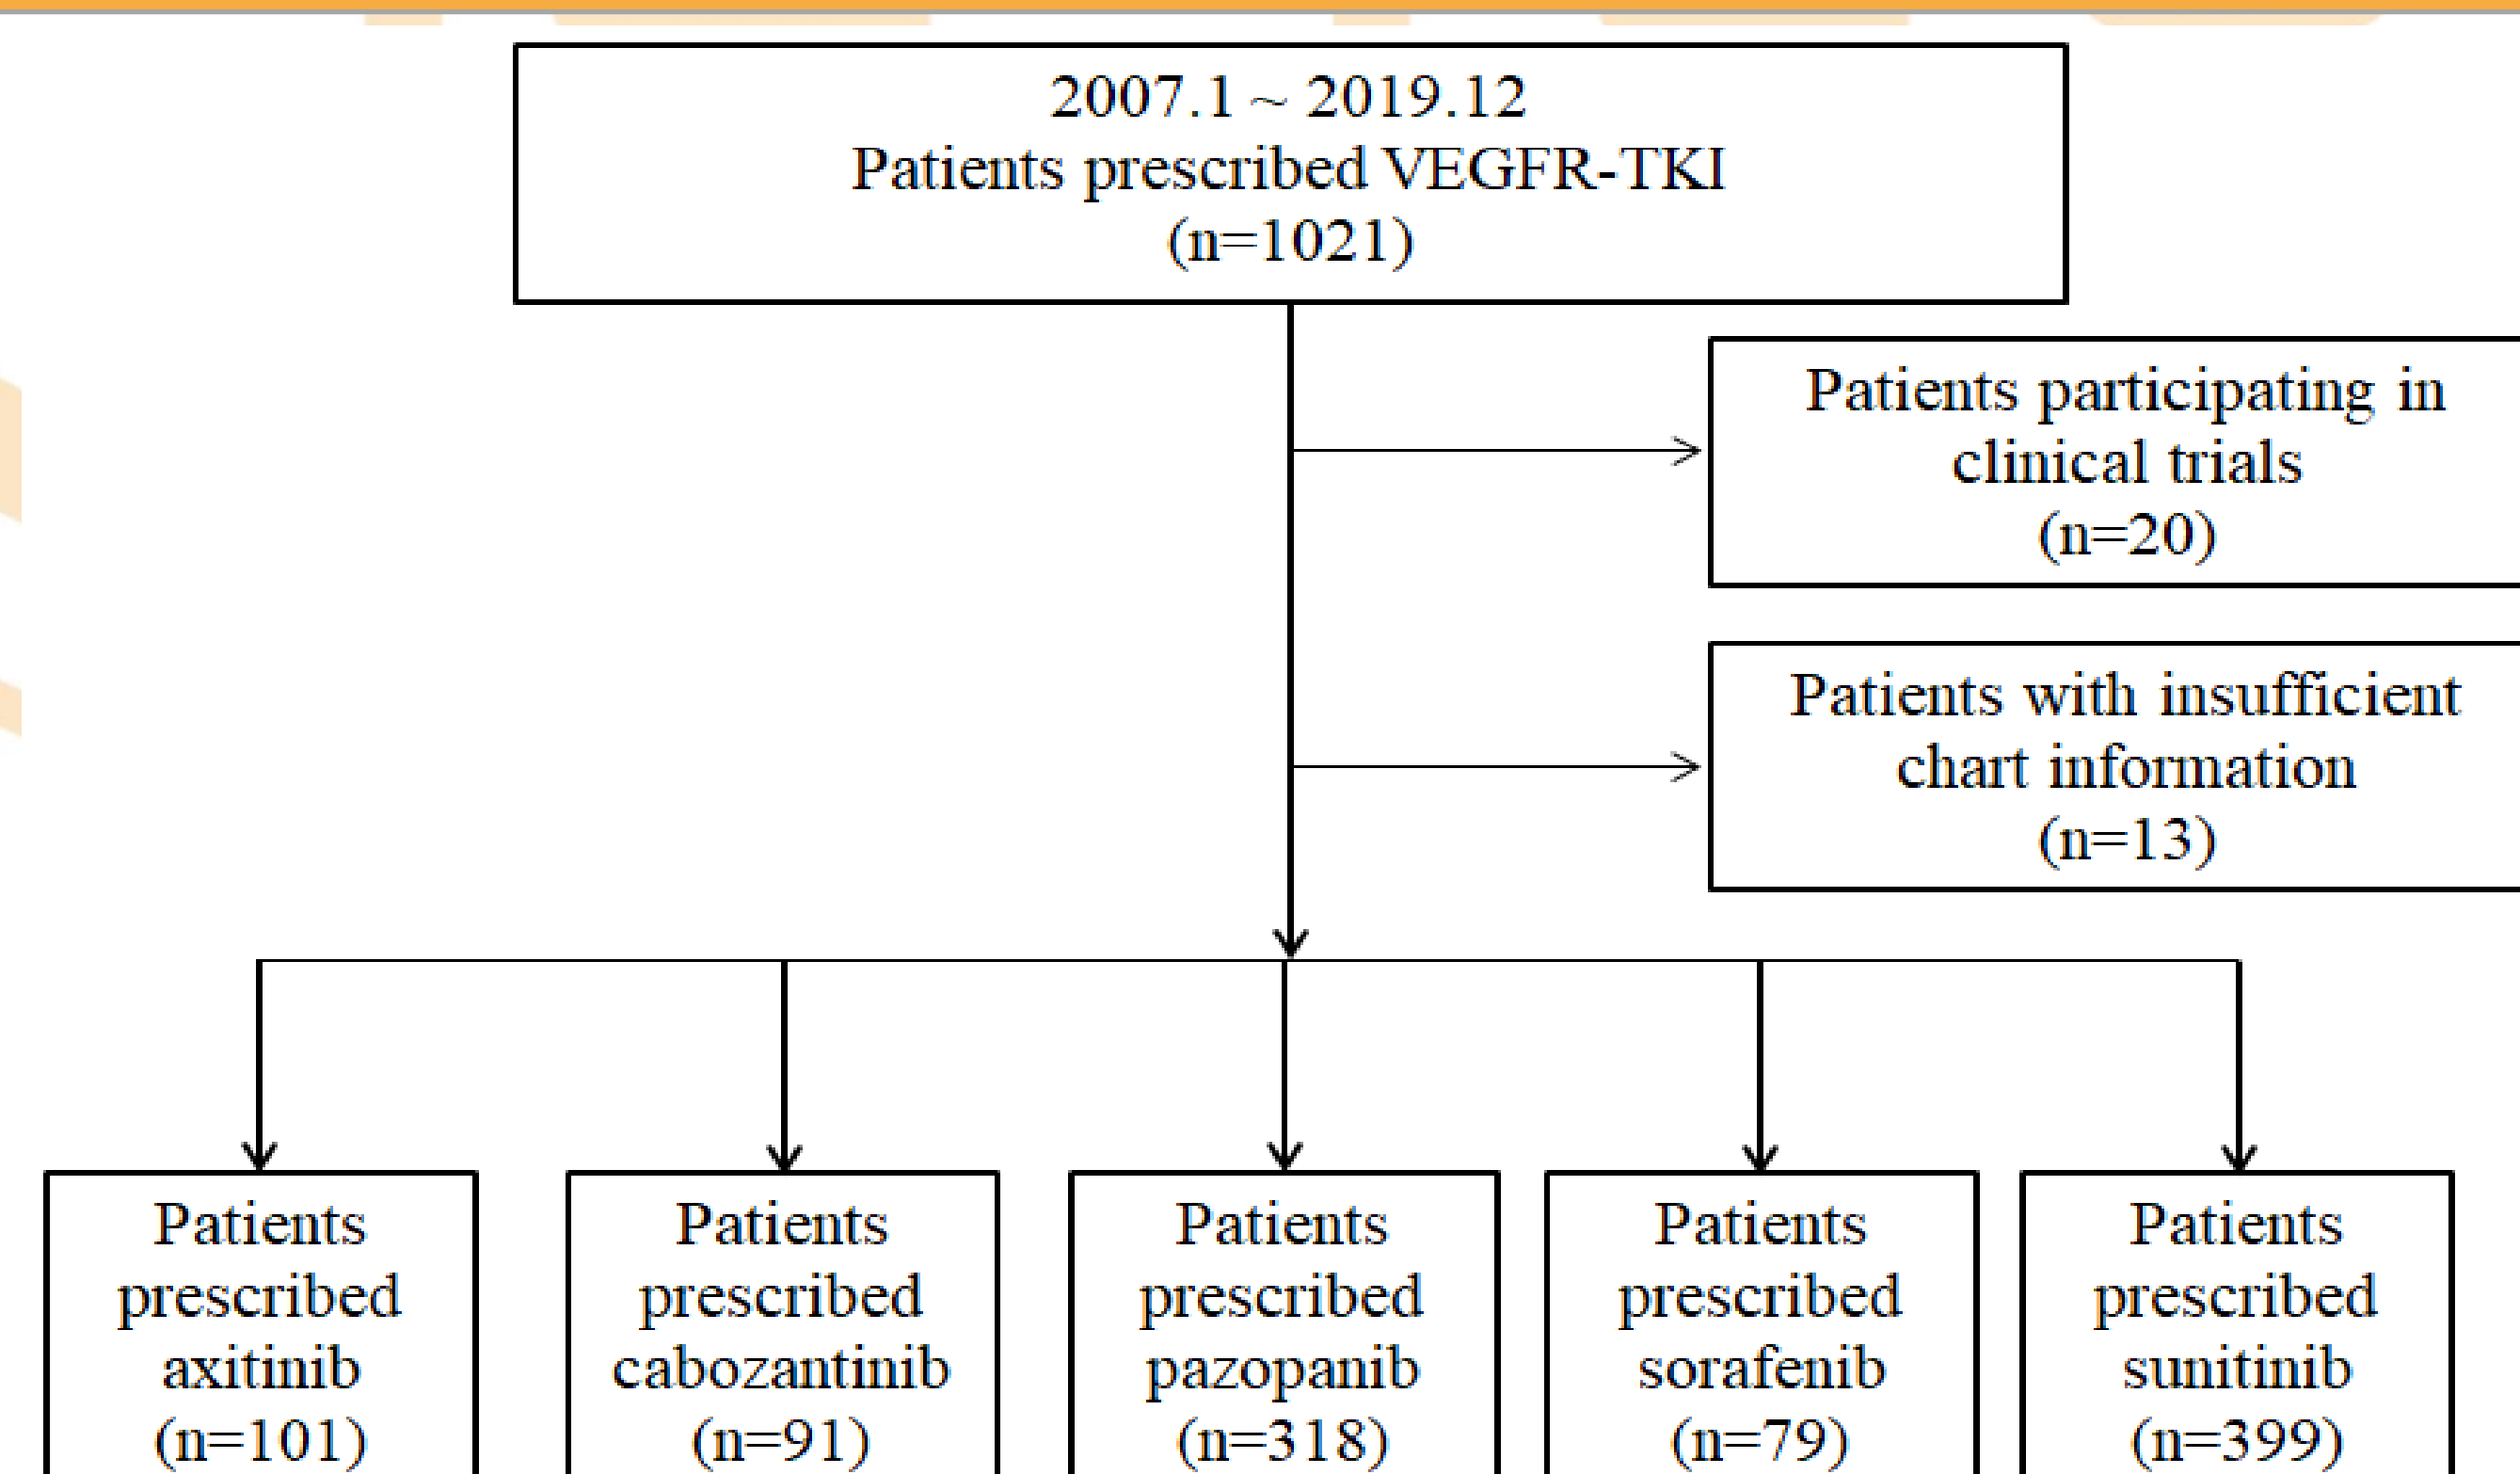 2007.1 ~ 2019.12
Patients prescribed VEGFR-TKI
(n=1021)
Patients participating in
clinical trials
(n=20)
Patients with insufficient
chart information
(n=13)
Patients
prescribed
axitinib
(n=101)
Patients
prescribed
cabozantinib
(n=91)
Patients
prescribed
pazopanib
(n=318)
Patients
prescribed
sorafenib
(n=79)
Patients
prescribed
sunitinib
(n=399)